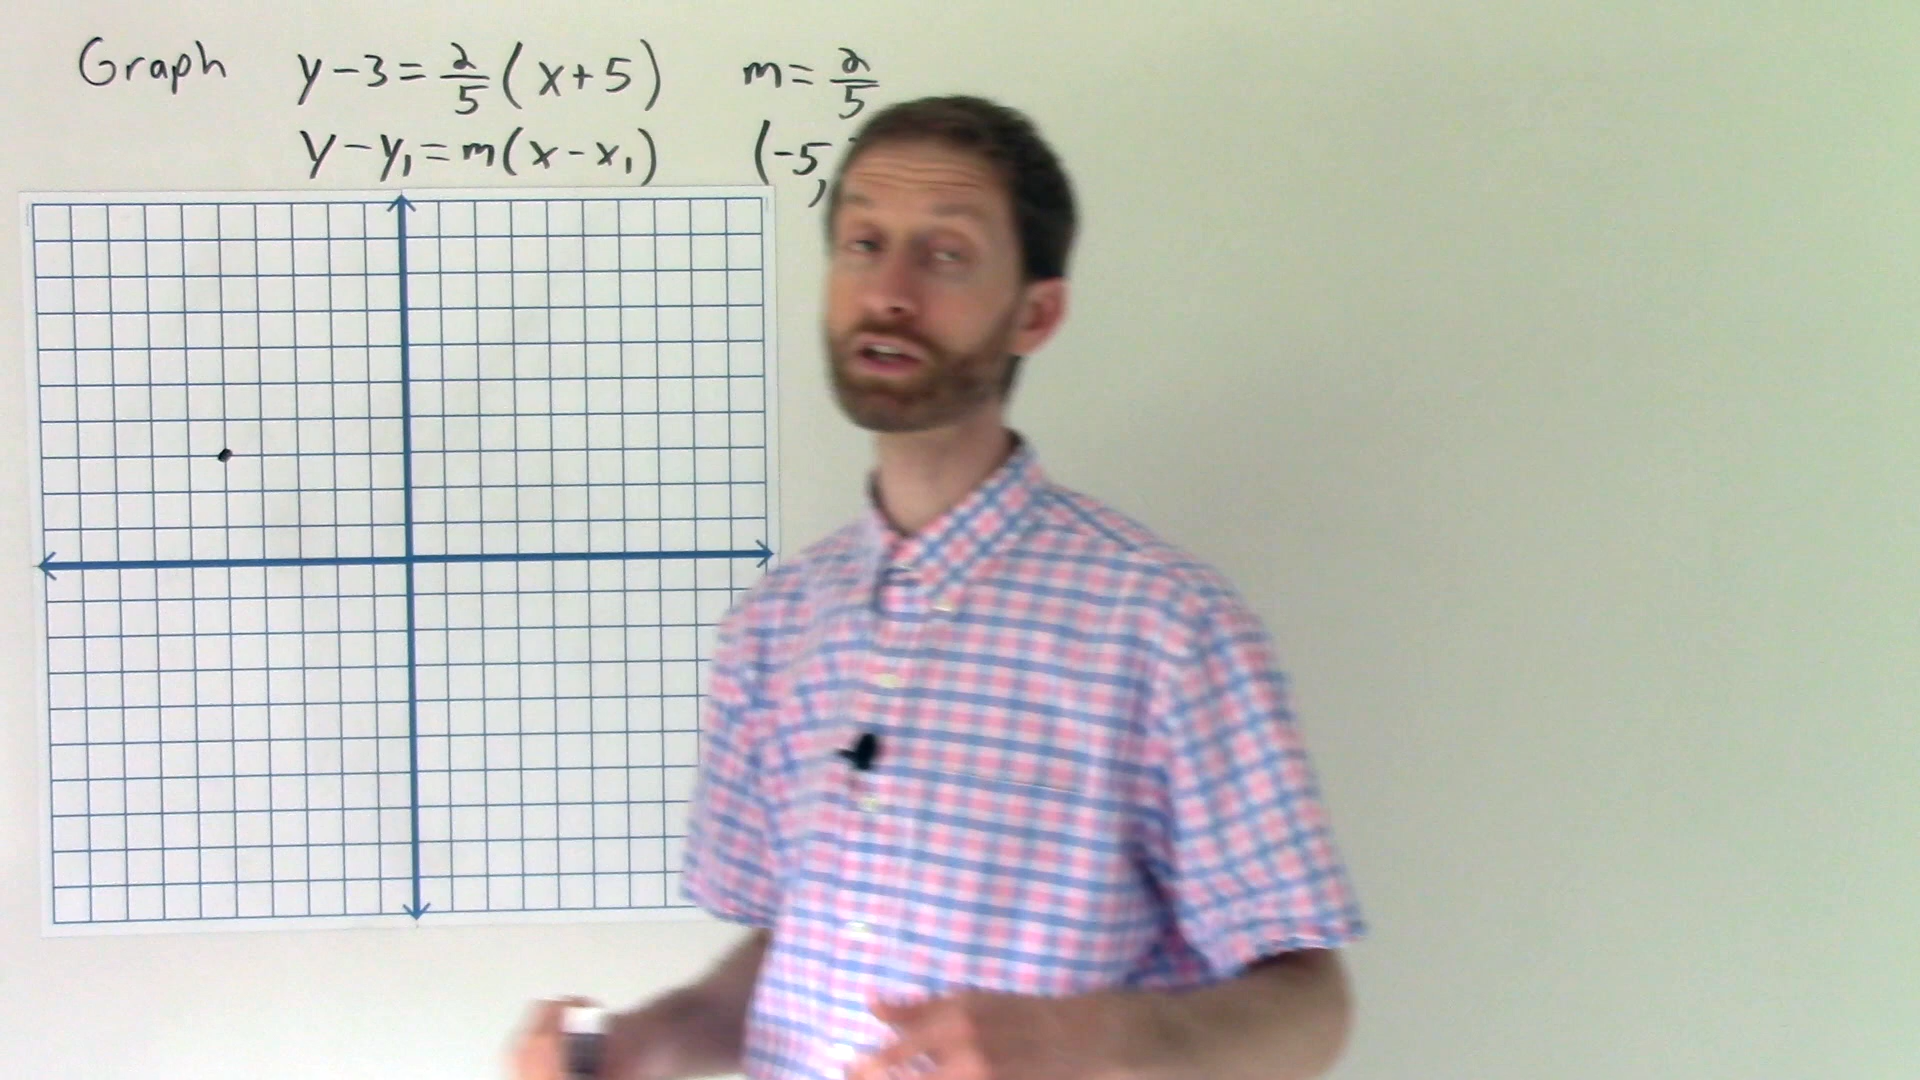 Graph y-3=2/5(x+5) m=2/5
y-y₁=m(x-x₁) (-5,